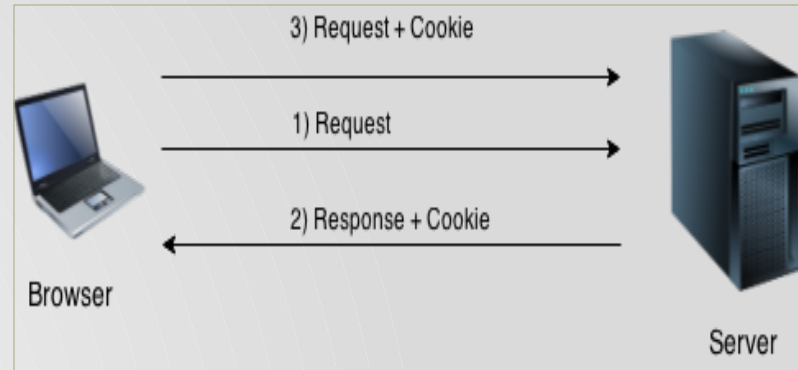 3) Request + Cookie
1) Request
2) Response + Cookie
Browser
Server